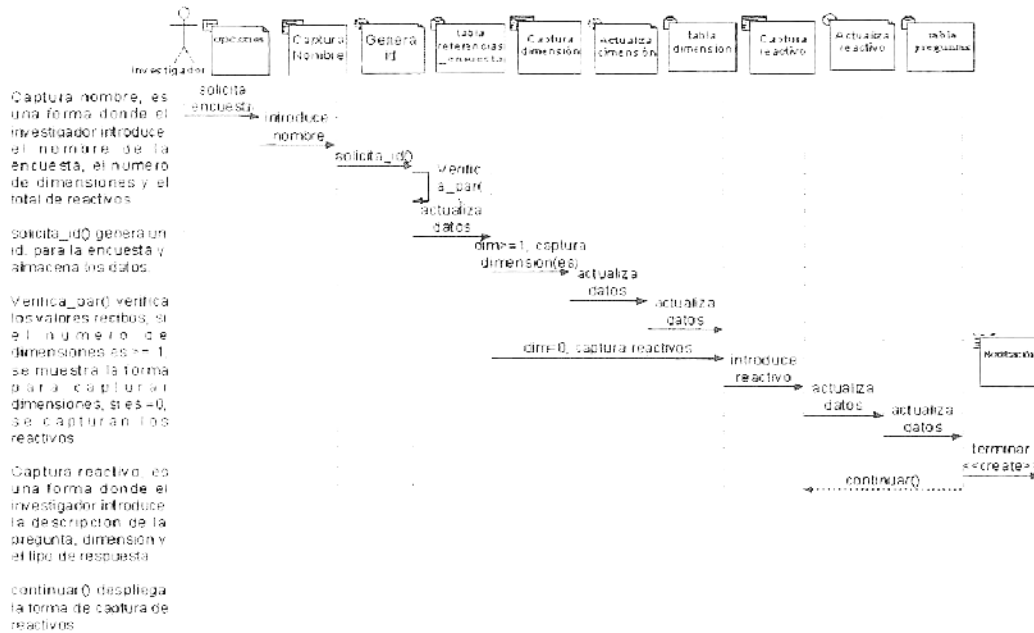 Investigador
opciones
Captura
Nombre
Genera
id
tabla
referencias
_encuesta
Captura
dimensión
Actualiza
dimensión
tabla
dimension
Captura
reactivo
Actualiza
reactivo
tabla
preguntas
Notificación
solicita
encuesta
introduce
nombre
solicita_id()
Verific
a_par(
)
actualiza
datos
dim>=1, captura
dimension(es)
actualiza
datos
actualiza
datos
dim=0, captura reactivos
introduce
reactivo
actualiza
datos
actualiza
datos
terminar
<<create>
continuar()
Captura nombre, es
una forma donde el
investigador introduce
el nombre de la
encuesta, el numero
de dimensiones y el
total de reactivos
solicita_id() genera un
id. para la encuesta y
almacena los datos.
Verifica_par() verifica
los valores recibos, si
el numero de
dimensiones es >= 1,
se muestra la forma
para capturar
dimensiones, si es =0,
se capturan los
reactivos
Captura reactivo, es
una forma donde el
investigador introduce
la descripción de la
pregunta, dimensión y
el tipo de respuesta
continuar() despliega
la forma de captura de
reactivos